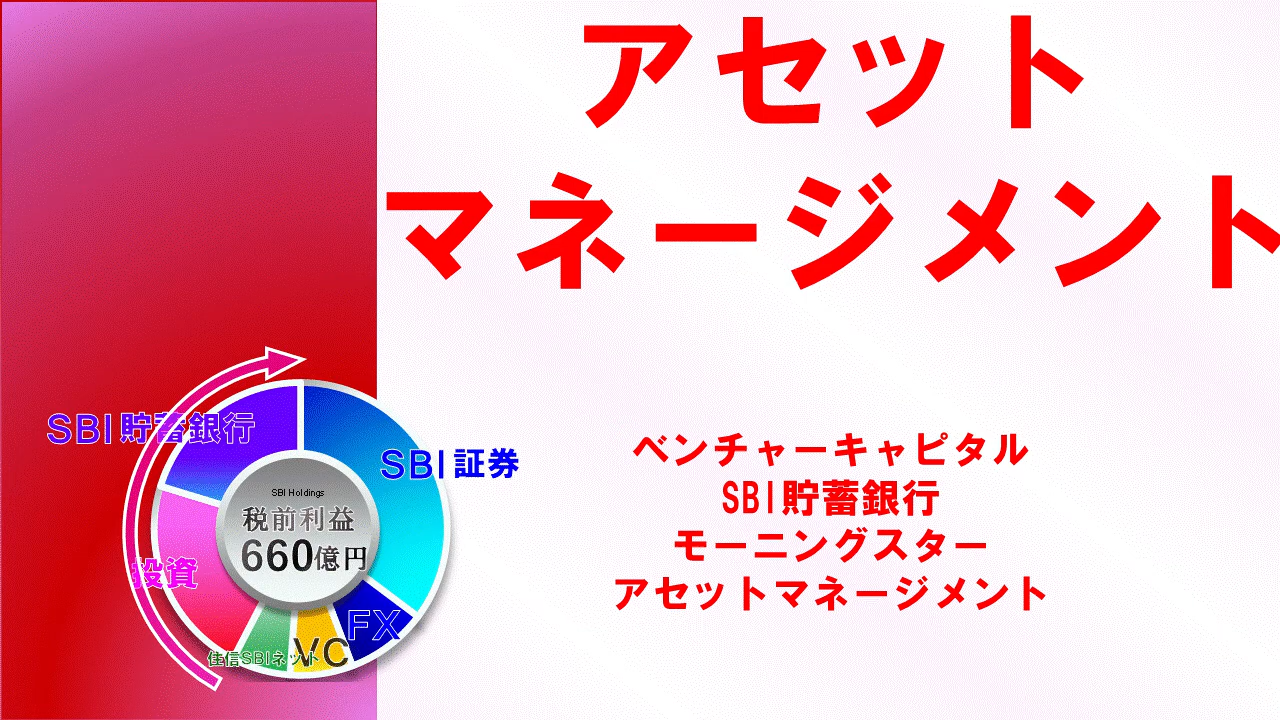 アセット
マネージメント
SBI貯蓄銀行
SBI証券
SBI Holdings
税前利益
660億円
投資
FX
VC
住信SBIネット
ベンチャーキャピタル
SBI貯蓄銀行
モーニングスター
アセットマネージメント